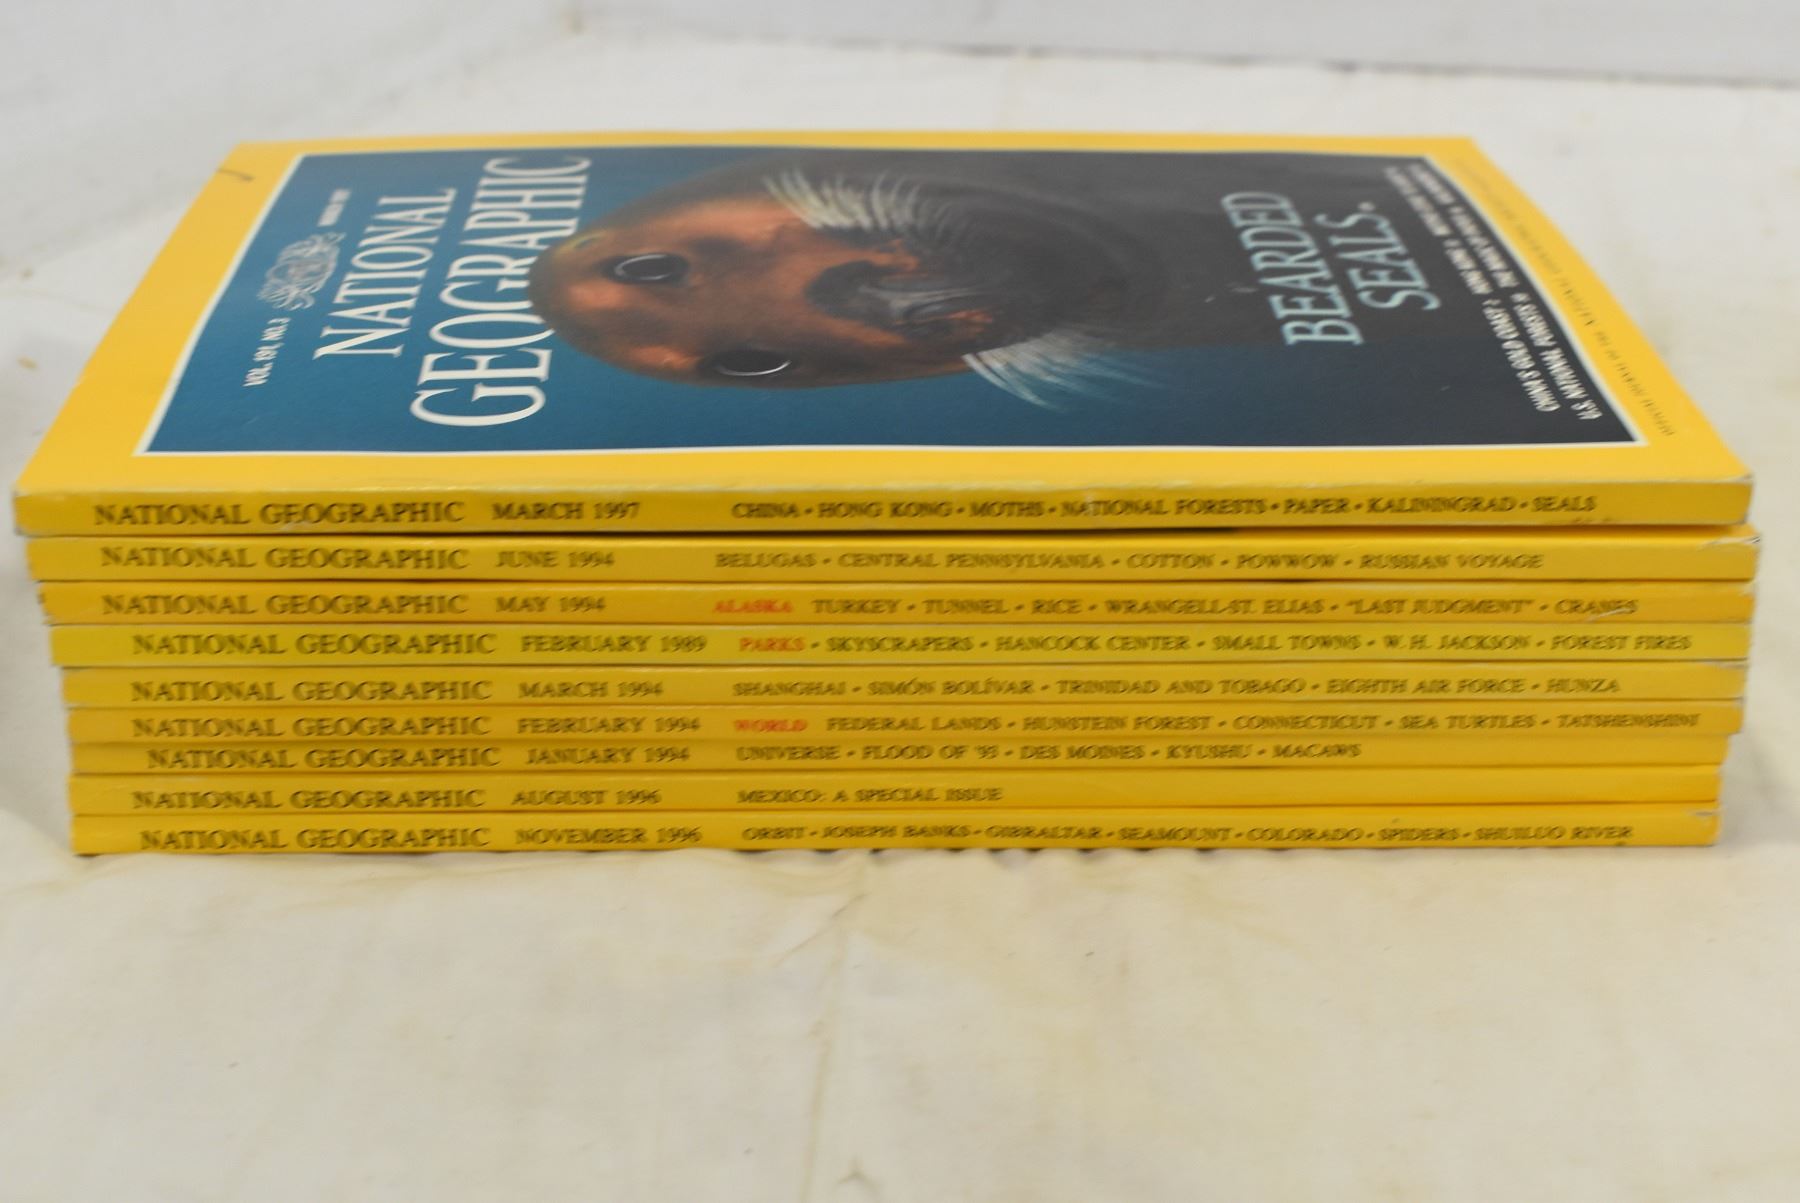 VOL. 191, NO. 3
NATIONAL
GEOGRAPHIC
BEARDED
SEALS.
U.S. NATIONAL FORESTS
NATIONAL GEOGRAPHIC MARCH 1997 CHINA • HONG KONG • MOTHS • NATIONAL FORESTS • PAPER • KALININGRAD • SEALS
NATIONAL GEOGRAPHIC JUNE 1994 BELUGAS • CENTRAL PENNSYLVANIA • COTTON • POWWOW • RUSSIAN VOYAGE
NATIONAL GEOGRAPHIC MAY 1994 ALASKA TURKEY • TUNNEL • RICE • WRANGELL-ST. ELIAS • "LAST JUDGMENT" • CRANES
NATIONAL GEOGRAPHIC FEBRUARY 1989 PARKS • SKYSCRAPERS • HANCOCK CENTER • SMALL TOWNS • W. H. JACKSON • FOREST FIRES
NATIONAL GEOGRAPHIC MARCH 1994 SHANGHAI • SIMÓN BOLÍVAR • TRINIDAD AND TOBAGO • EIGHTH AIR FORCE • HUNZA
NATIONAL GEOGRAPHIC FEBRUARY 1994 WORLD FEDERAL LANDS • HUNSTEIN FOREST • CONNECTICUT • SEA TURTLES • TATSHENSHINI
NATIONAL GEOGRAPHIC JANUARY 1994 UNIVERSE • FLOOD OF '93 • DES MOINES • KYUSHU • MACAWS
NATIONAL GEOGRAPHIC AUGUST 1996 MEXICO: A SPECIAL ISSUE
NATIONAL GEOGRAPHIC NOVEMBER 1996 ORBIT • JOSEPH BANKS • GIBRALTAR • SEAMOUNT • COLORADO • SPIDERS • SHUILUO RIVER